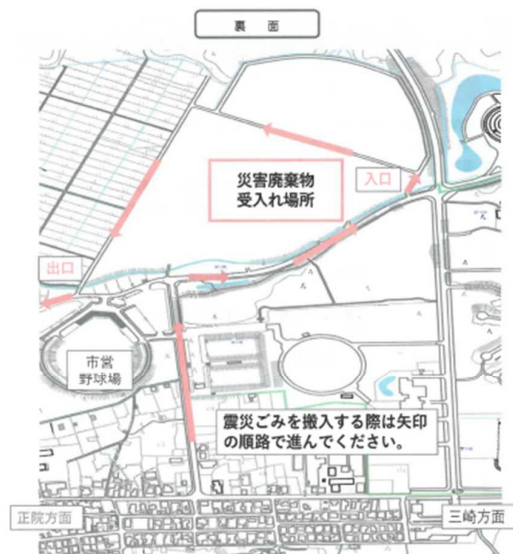 裏 面
災害廃棄物
受入れ場所
入口
出口
市営
野球場
震災ごみを搬入する際は矢印
の順路で進んでください。
正院方面
三崎方面